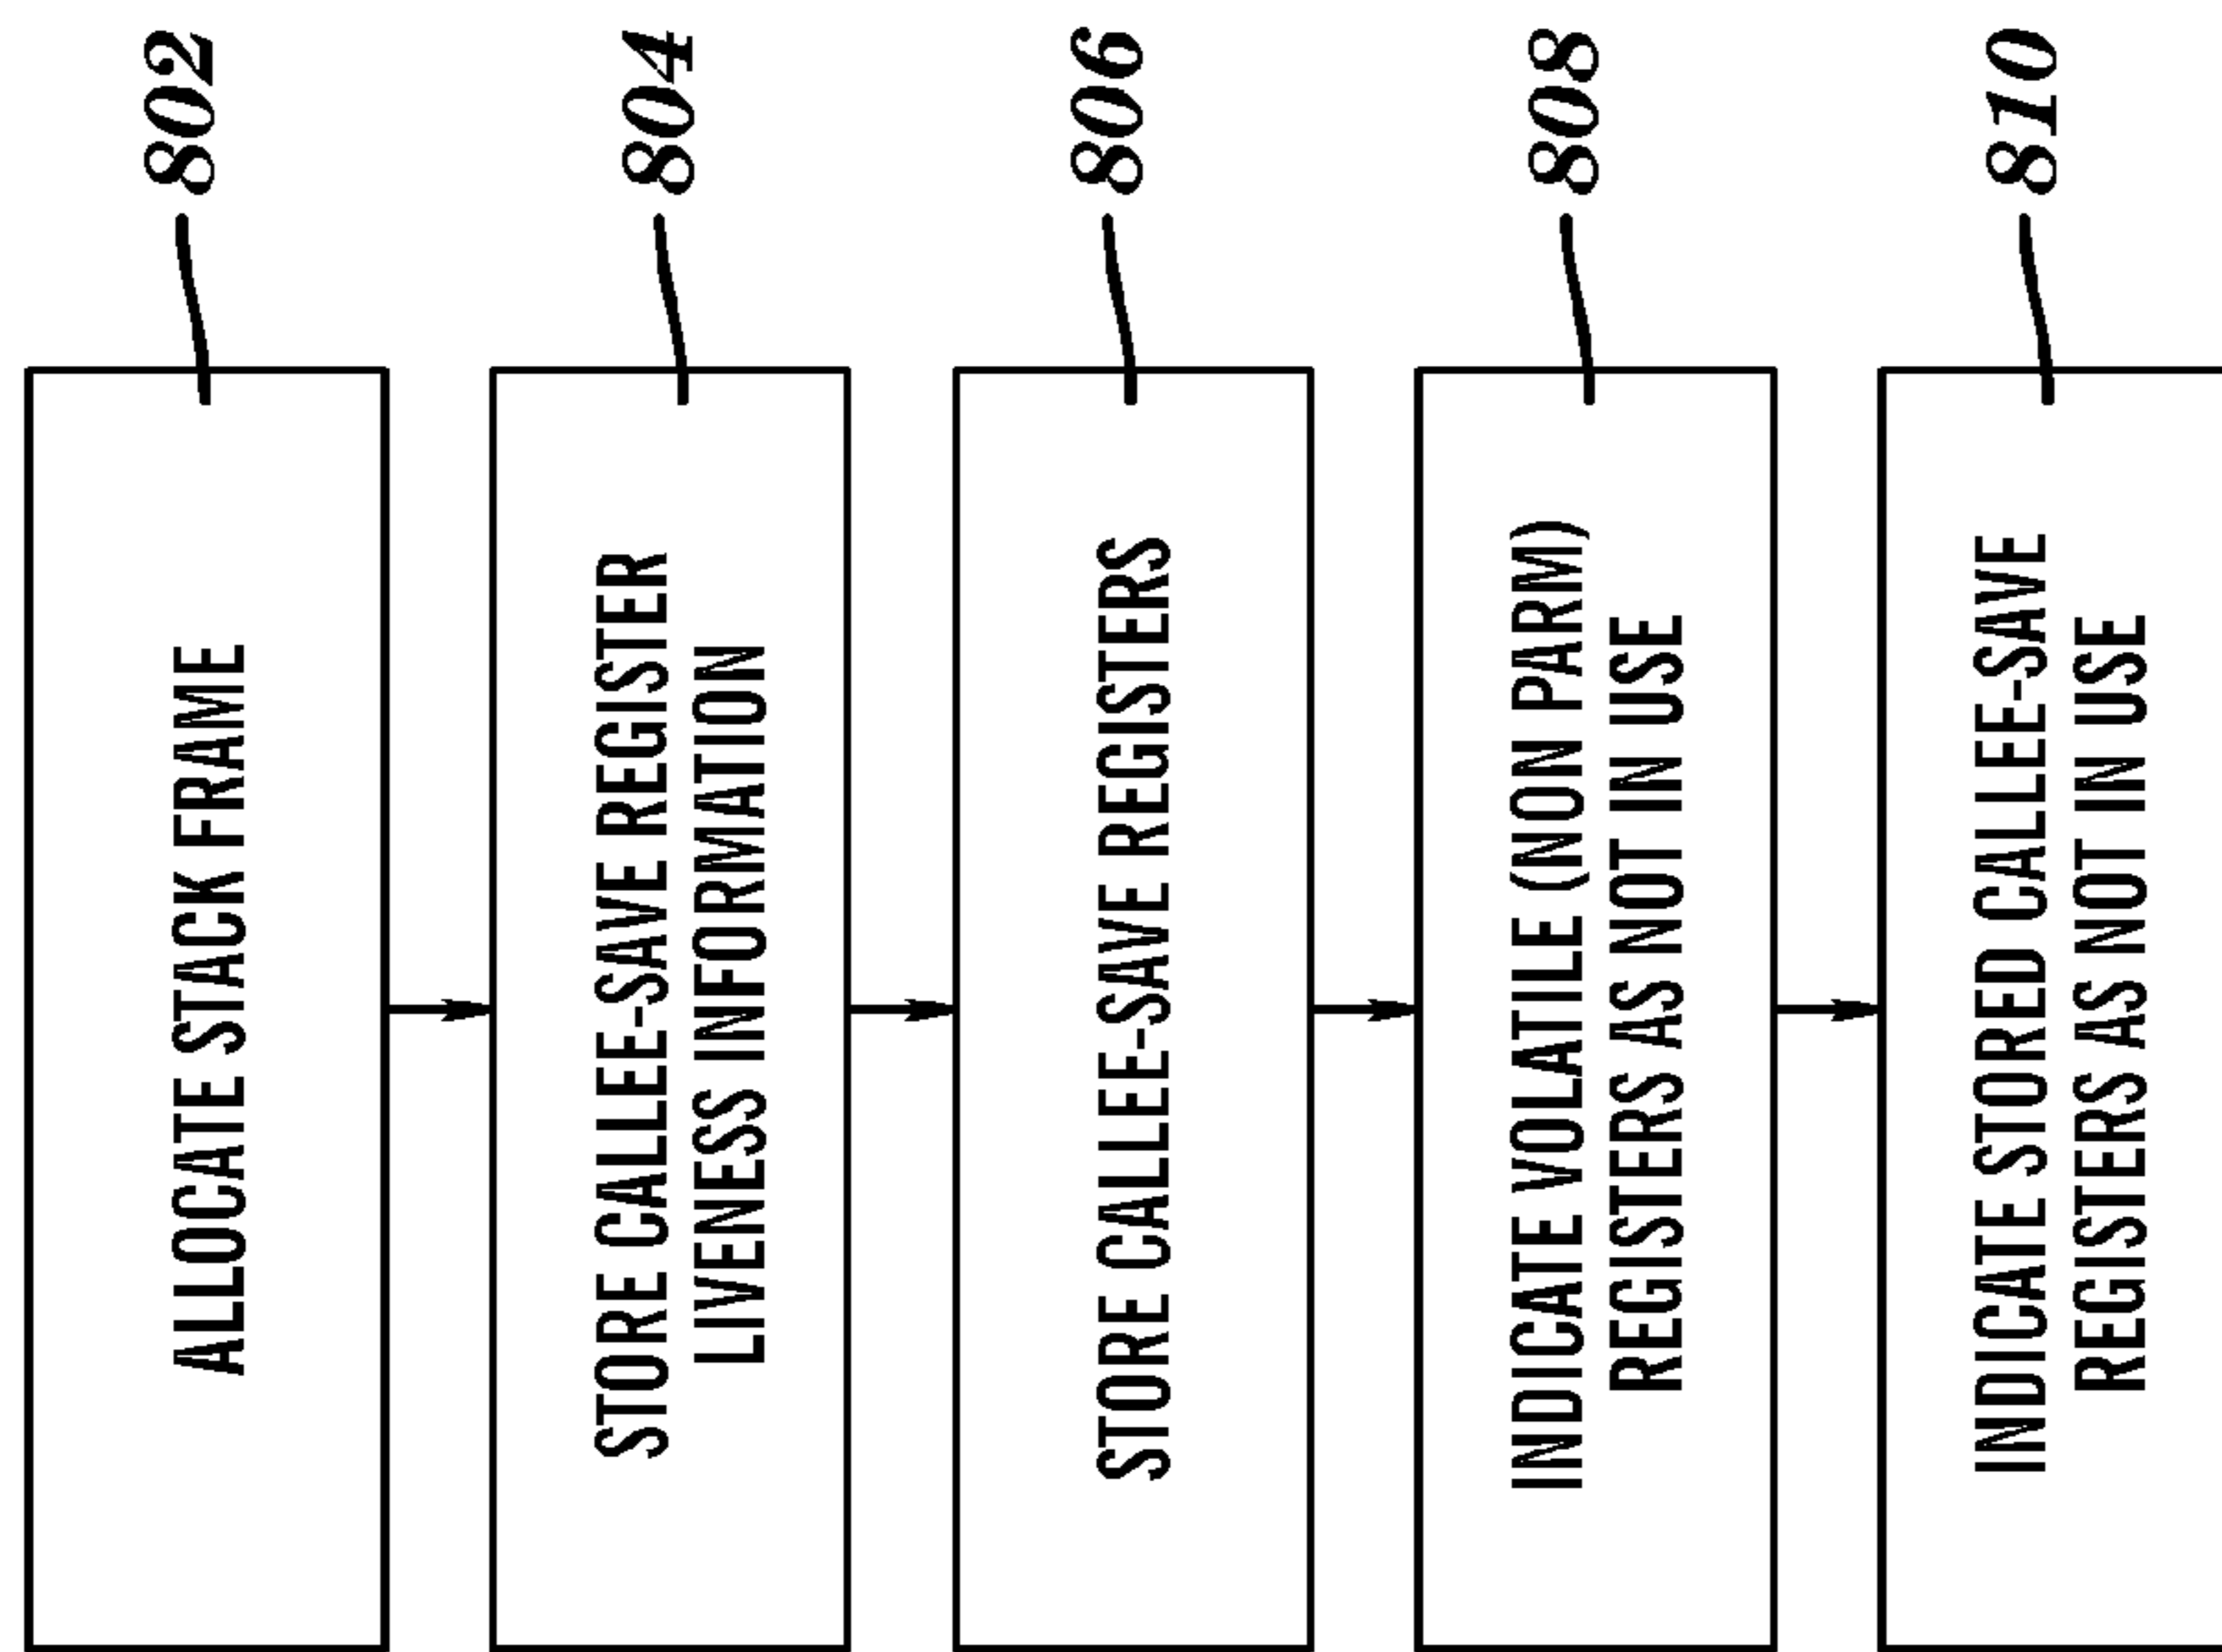 ALLOCATE STACK FRAME
802
STORE CALLEE-SAVE REGISTER
LIVENESS INFORMATION
804
STORE CALLEE-SAVE REGISTERS
806
INDICATE VOLATILE (NON PARM)
REGISTERS AS NOT IN USE
808
INDICATE STORED CALLEE-SAVE
REGISTERS AS NOT IN USE
810